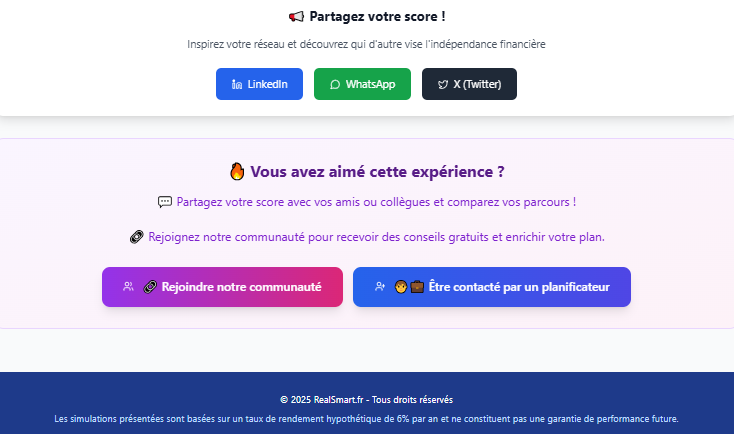 📢 Partagez votre score !
Inspirez votre réseau et découvrez qui d'autre vise l'indépendance financière
LinkedIn
WhatsApp
X (Twitter)
🔥 Vous avez aimé cette expérience ?
💬 Partagez votre score avec vos amis ou collègues et comparez vos parcours !
🔗 Rejoignez notre communauté pour recevoir des conseils gratuits et enrichir votre plan.
🔗 Rejoindre notre communauté
👨‍💼 Être contacté par un planificateur
© 2025 RealSmart.fr - Tous droits réservés
Les simulations présentées sont basées sur un taux de rendement hypothétique de 6% par an et ne constituent pas une garantie de performance future.